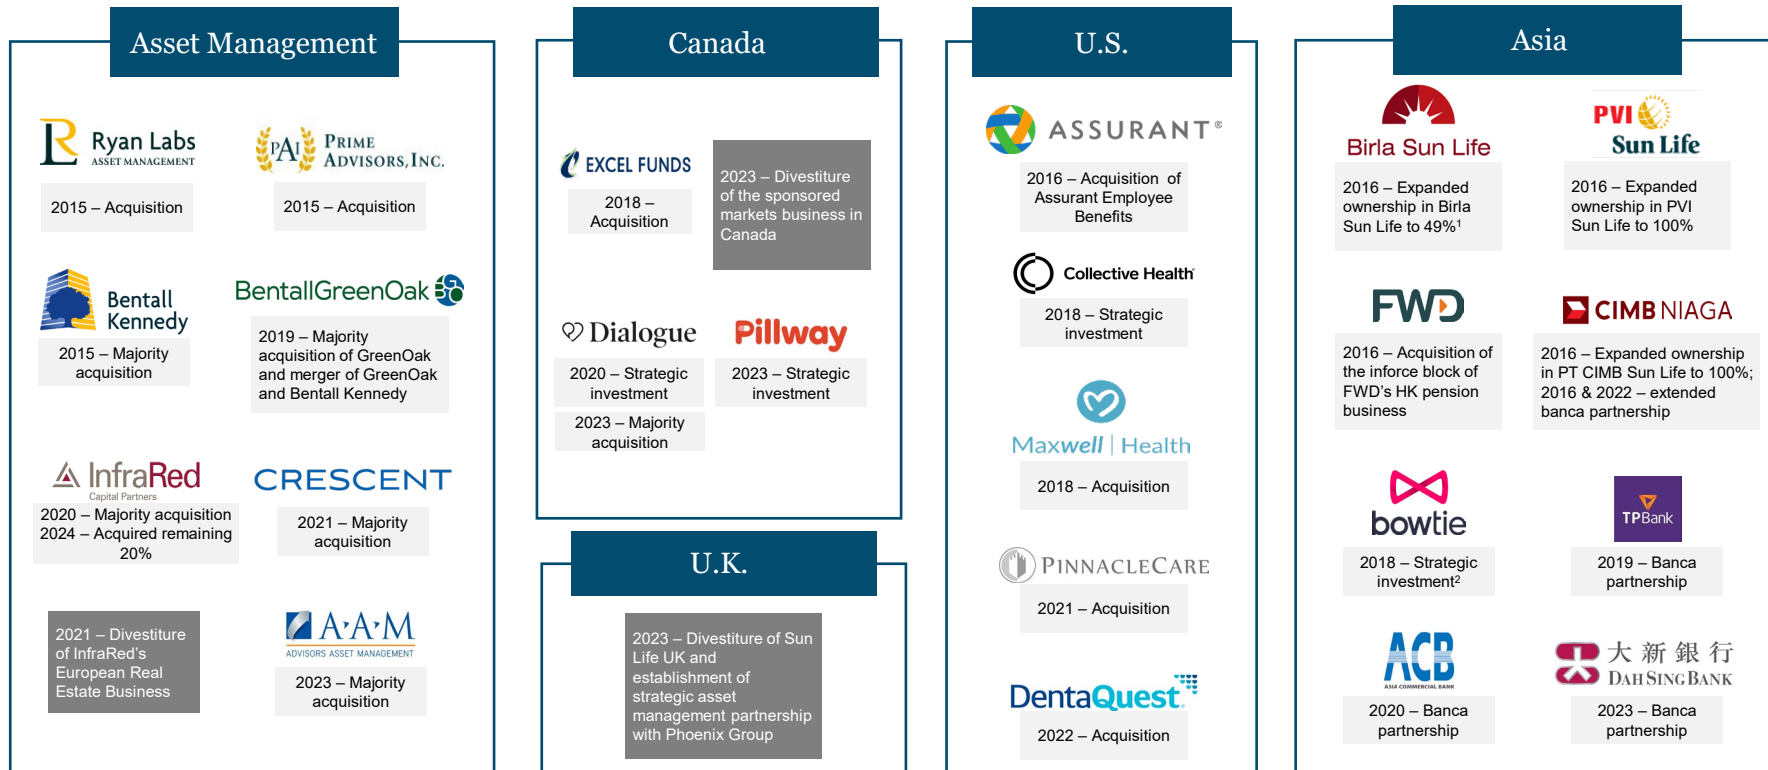 Asset Management
Ryan Labs
ASSET MANAGEMENT
2015 – Acquisition
PAI
PRIME
ADVISORS, INC.
2015 – Acquisition
Bentall
Kennedy
2015 – Majority
acquisition
BentallGreenOak
BGO
2019 – Majority
acquisition of GreenOak
and merger of GreenOak
and Bentall Kennedy
InfraRed
Capital Partners
2020 – Majority acquisition
2024 – Acquired remaining
20%
CRESCENT
2021 – Majority
acquisition
2021 – Divestiture
of InfraRed’s
European Real
Estate Business
A·A·M
ADVISORS ASSET MANAGEMENT
2023 – Majority
acquisition
Canada
EXCEL FUNDS
2018 –
Acquisition
2023 – Divestiture
of the sponsored
markets business in
Canada
Dialogue
2020 – Strategic
investment
2023 – Majority
acquisition
Pillway
2023 – Strategic
investment
U.K.
2023 – Divestiture of Sun
Life UK and
establishment of
strategic asset
management partnership
with Phoenix Group
U.S.
ASSURANT®
2016 – Acquisition of
Assurant Employee
Benefits
Collective Health
2018 – Strategic
investment
Maxwell | Health
2018 – Acquisition
PINNACLECARE
2021 – Acquisition
DentaQuest
2022 – Acquisition
Asia
Birla Sun Life
2016 – Expanded
ownership in Birla
Sun Life to 49%¹
PVI
Sun Life
2016 – Expanded
ownership in PVI
Sun Life to 100%
FWD
2016 – Acquisition of
the inforce block of
FWD’s HK pension
business
CIMB NIAGA
2016 – Expanded ownership
in PT CIMB Sun Life to 100%;
2016 & 2022 – extended
banca partnership
bowtie
2018 – Strategic
investment²
TPBank
2019 – Banca
partnership
ACB
ASIA COMMERCIAL BANK
2020 – Banca
partnership
大新銀行
DAH SING BANK
2023 – Banca
partnership